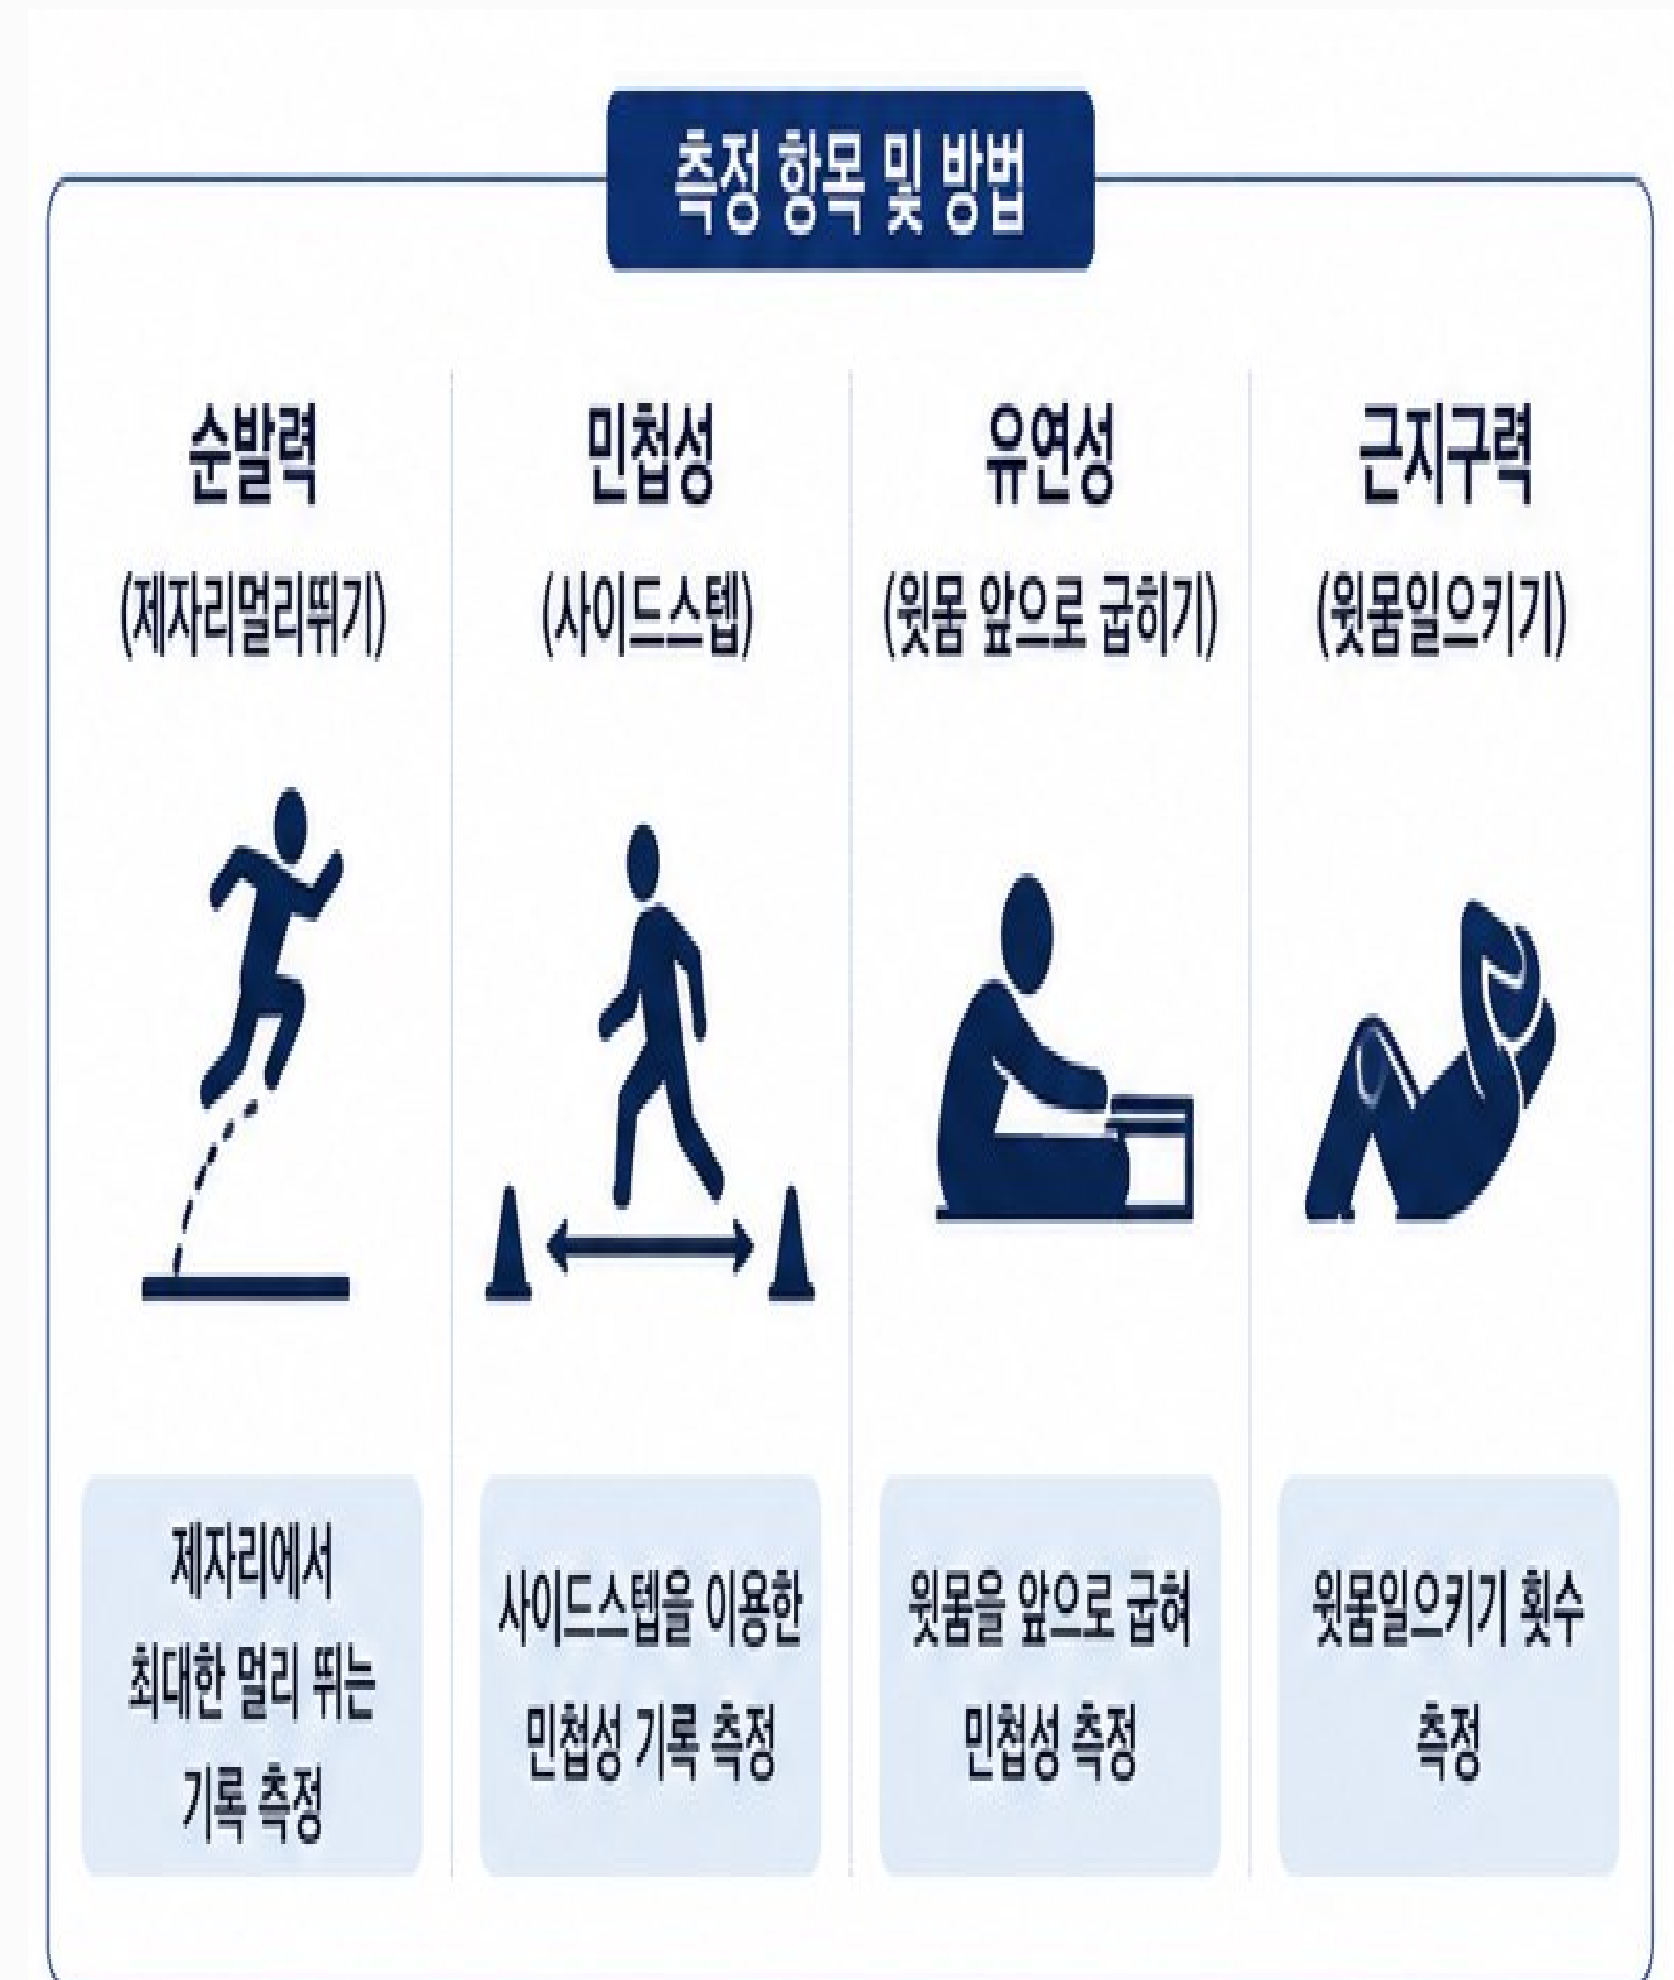 측정 항목 및 방법
순발력
(제자리멀리뛰기)
제자리에서
최대한 멀리 뛰는
기록 측정
민첩성
(사이드스텝)
사이드스텝을 이용한
민첩성 기록 측정
유연성
(윗몸 앞으로 굽히기)
윗몸을 앞으로 굽혀
민첩성 측정
근지구력
(윗몸일으키기)
윗몸일으키기 횟수
측정